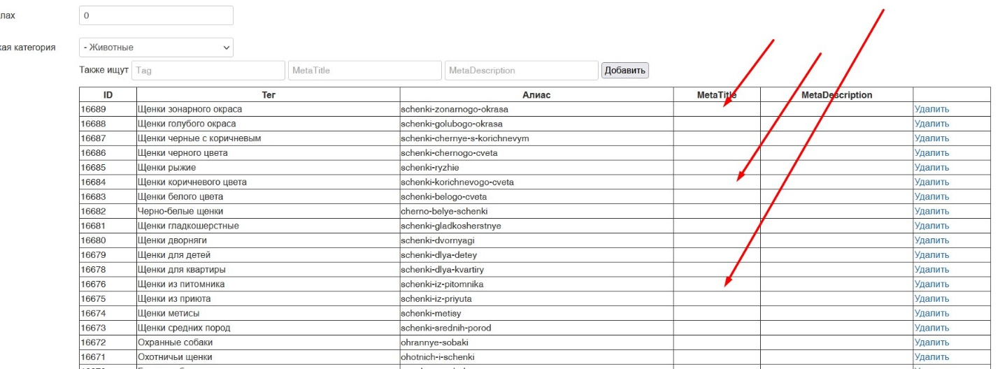 лах 0
кая категория - Животные
Также ищут Tag MetaTitle MetaDescription Добавить
ID Тег Алиас MetaTitle MetaDescription
16689 Щенки зонарного окраса schenki-zonarnogo-okrasa Удалить
16688 Щенки голубого окраса schenki-golubogo-okrasa Удалить
16687 Щенки черные с коричневым schenki-chernye-s-korichnevym Удалить
16686 Щенки черного цвета schenki-chernogo-cveta Удалить
16685 Щенки рыжие schenki-ryzhie Удалить
16684 Щенки коричневого цвета schenki-korichnevogo-cveta Удалить
16683 Щенки белого цвета schenki-belogo-cveta Удалить
16682 Черно-белые щенки cherno-belye-schenki Удалить
16681 Щенки гладкошерстные schenki-gladkosherstnye Удалить
16680 Щенки дворняги schenki-dvornyagi Удалить
16679 Щенки для детей schenki-dlya-detey Удалить
16678 Щенки для квартиры schenki-dlya-kvartiry Удалить
16676 Щенки из питомника schenki-iz-pitomnika Удалить
16675 Щенки из приюта schenki-iz-priyuta Удалить
16674 Щенки метисы schenki-metisy Удалить
16673 Щенки средних пород schenki-srednih-porod Удалить
16672 Охранные собаки ohrannye-sobaki Удалить
16671 Охотничьи щенки ohotnich-i-schenki Удалить